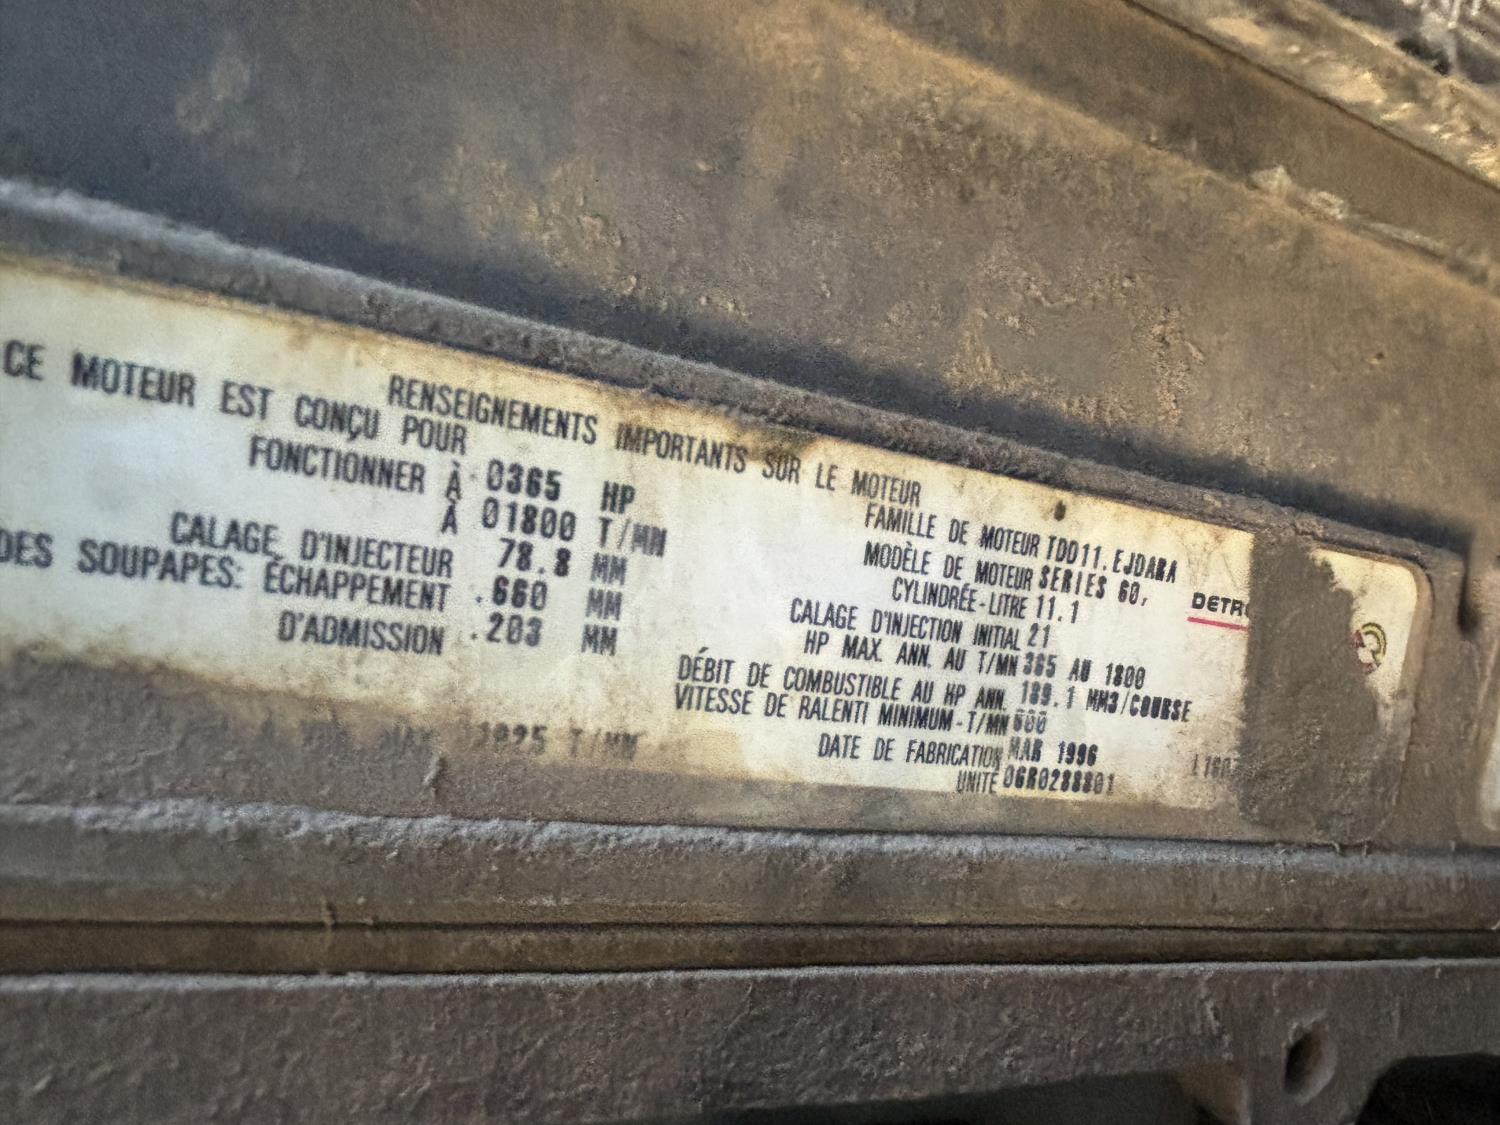 RENSEIGNEMENTS IMPORTANTS SUR LE MOTEUR
CE MOTEUR EST CONÇU POUR
FONCTIONNER À 0365 HP
À 01800 T/MN
CALAGE D'INJECTEUR 78.8 MM
DES SOUPAPES: ÉCHAPPEMENT .660 MM
D'ADMISSION .203 MM
T/MN
FAMILLE DE MOTEUR TDD11.EJDARA
MODÈLE DE MOTEUR SERIES 60,
CYLINDRÉE-LITRE 11.1
CALAGE D'INJECTION INITIAL 21
HP MAX. ANN. AU T/MN 365 AU 1800
DÉBIT DE COMBUSTIBLE AU HP ANN. 189.1 MM3/COURSE
VITESSE DE RALENTI MINIMUM-T/MN 600
DATE DE FABRICATION MAR 1996
UNITÉ 06R0288801
DETR